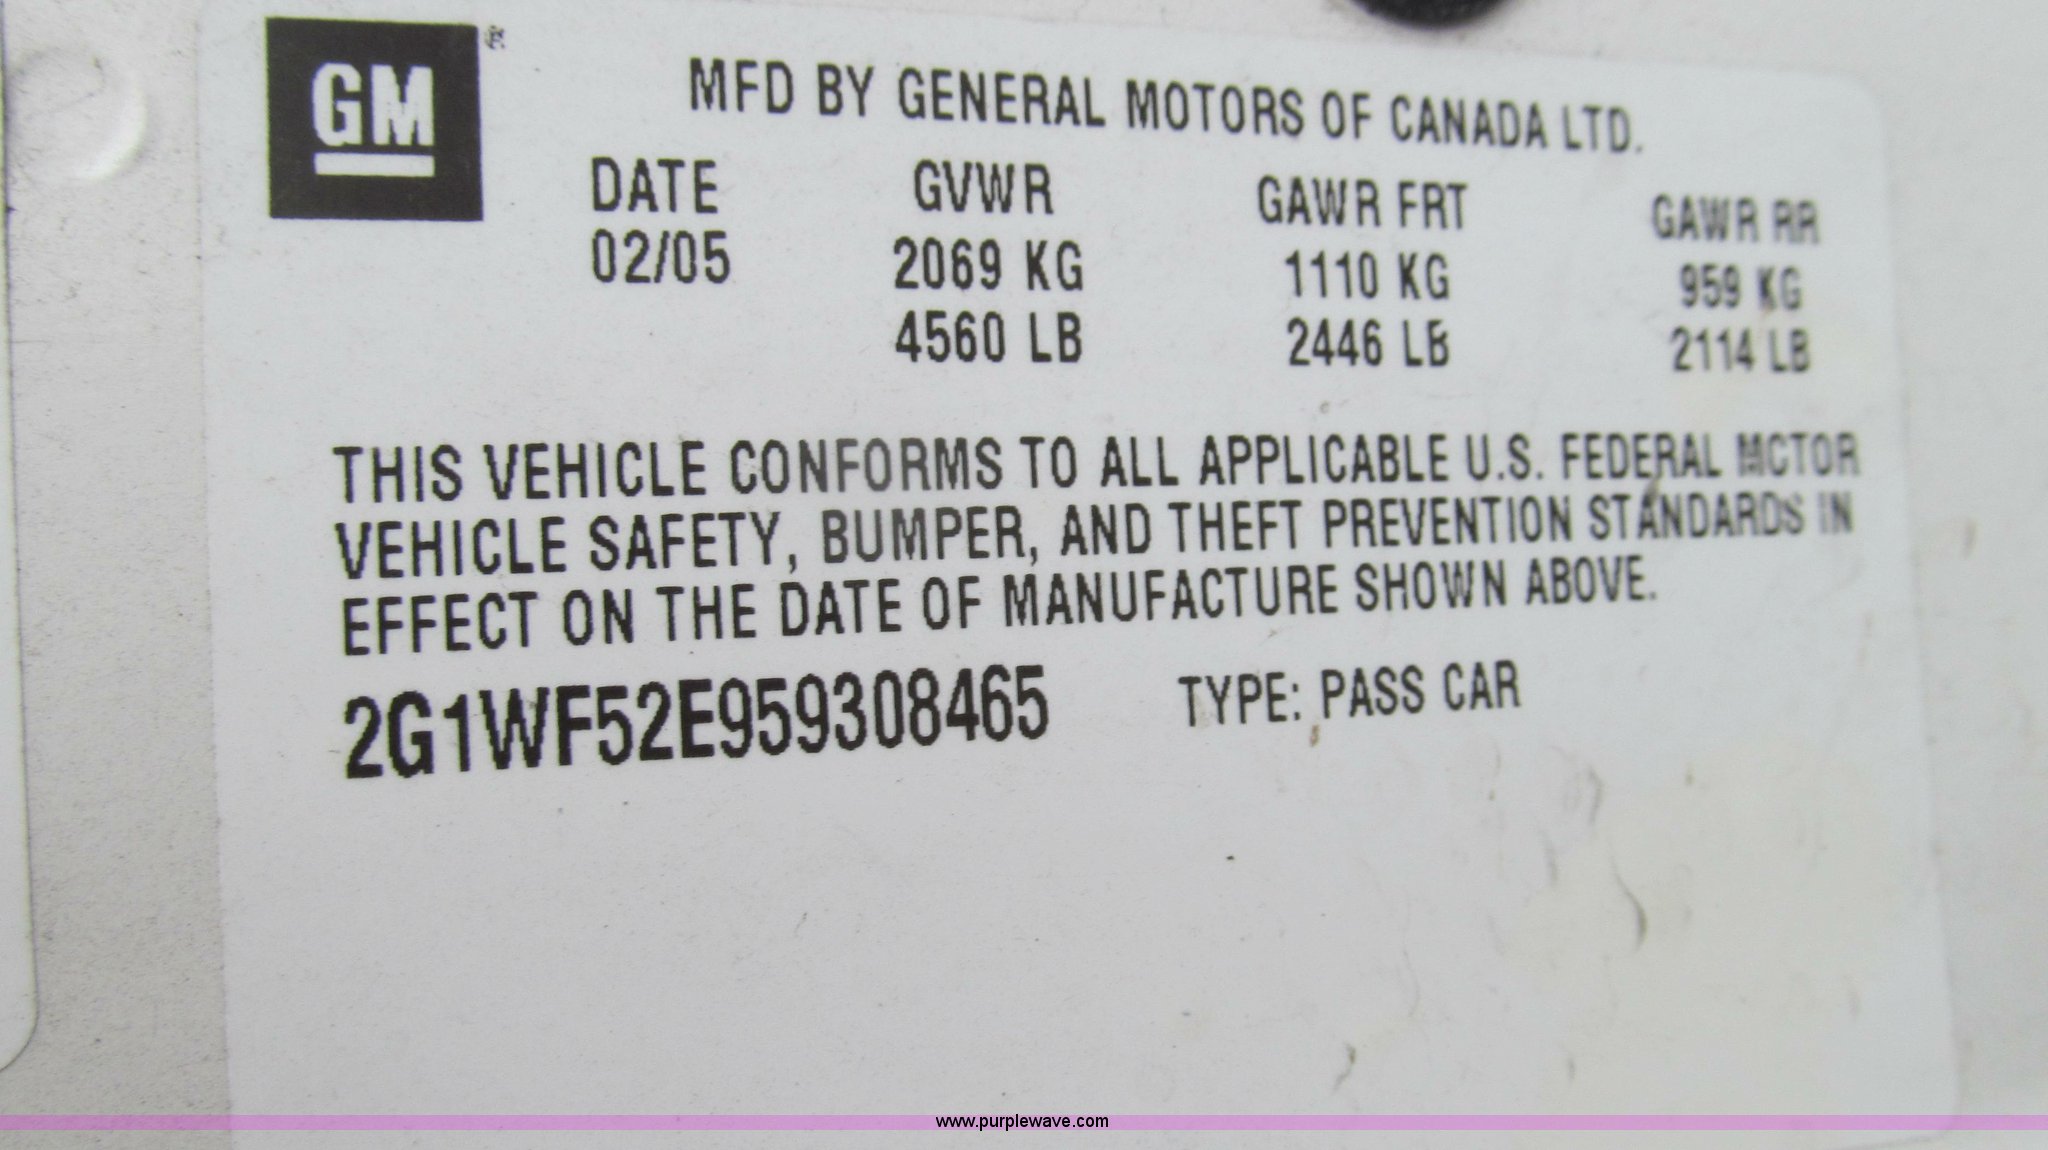 GM ®
MFD BY GENERAL MOTORS OF CANADA LTD.
DATE GVWR GAWR FRT GAWR RR
02/05 2069 KG 1110 KG 959 KG
4560 LB 2446 LB 2114 LB
THIS VEHICLE CONFORMS TO ALL APPLICABLE U.S. FEDERAL MOTOR
VEHICLE SAFETY, BUMPER, AND THEFT PREVENTION STANDARDS IN
EFFECT ON THE DATE OF MANUFACTURE SHOWN ABOVE.
2G1WF52E959308465 TYPE: PASS CAR
www.purplewave.com